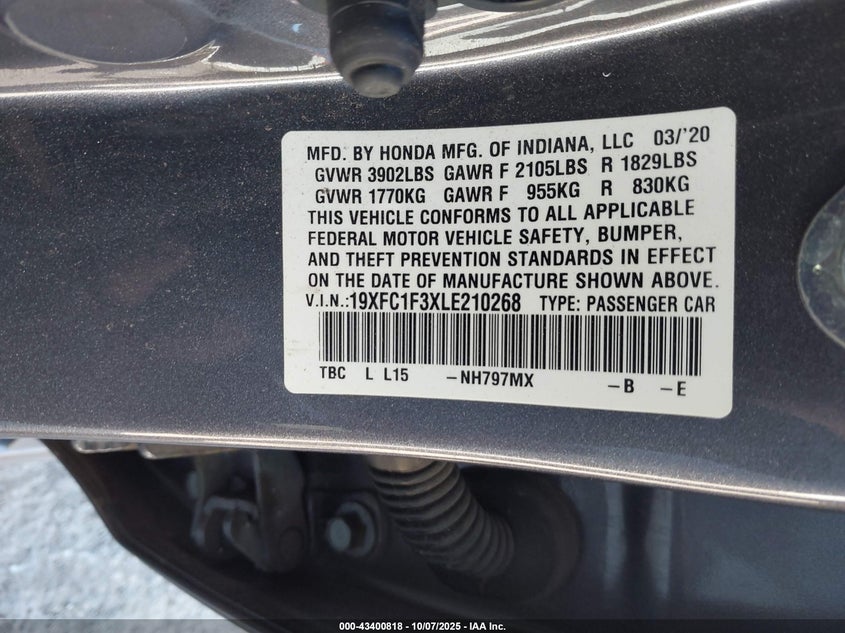 MFD. BY HONDA MFG. OF INDIANA, LLC 03/'20
GVWR 3902LBS GAWR F 2105LBS R 1829LBS
GVWR 1770KG GAWR F 955KG R 830KG
THIS VEHICLE CONFORMS TO ALL APPLICABLE
FEDERAL MOTOR VEHICLE SAFETY, BUMPER,
AND THEFT PREVENTION STANDARDS IN EFFECT
ON THE DATE OF MANUFACTURE SHOWN ABOVE.
V.I.N.:19XFC1F3XLE210268 TYPE: PASSENGER CAR
TBC L L15 -NH797MX -B -E
000-43400818 | 10/07/2025 - IAA Inc.